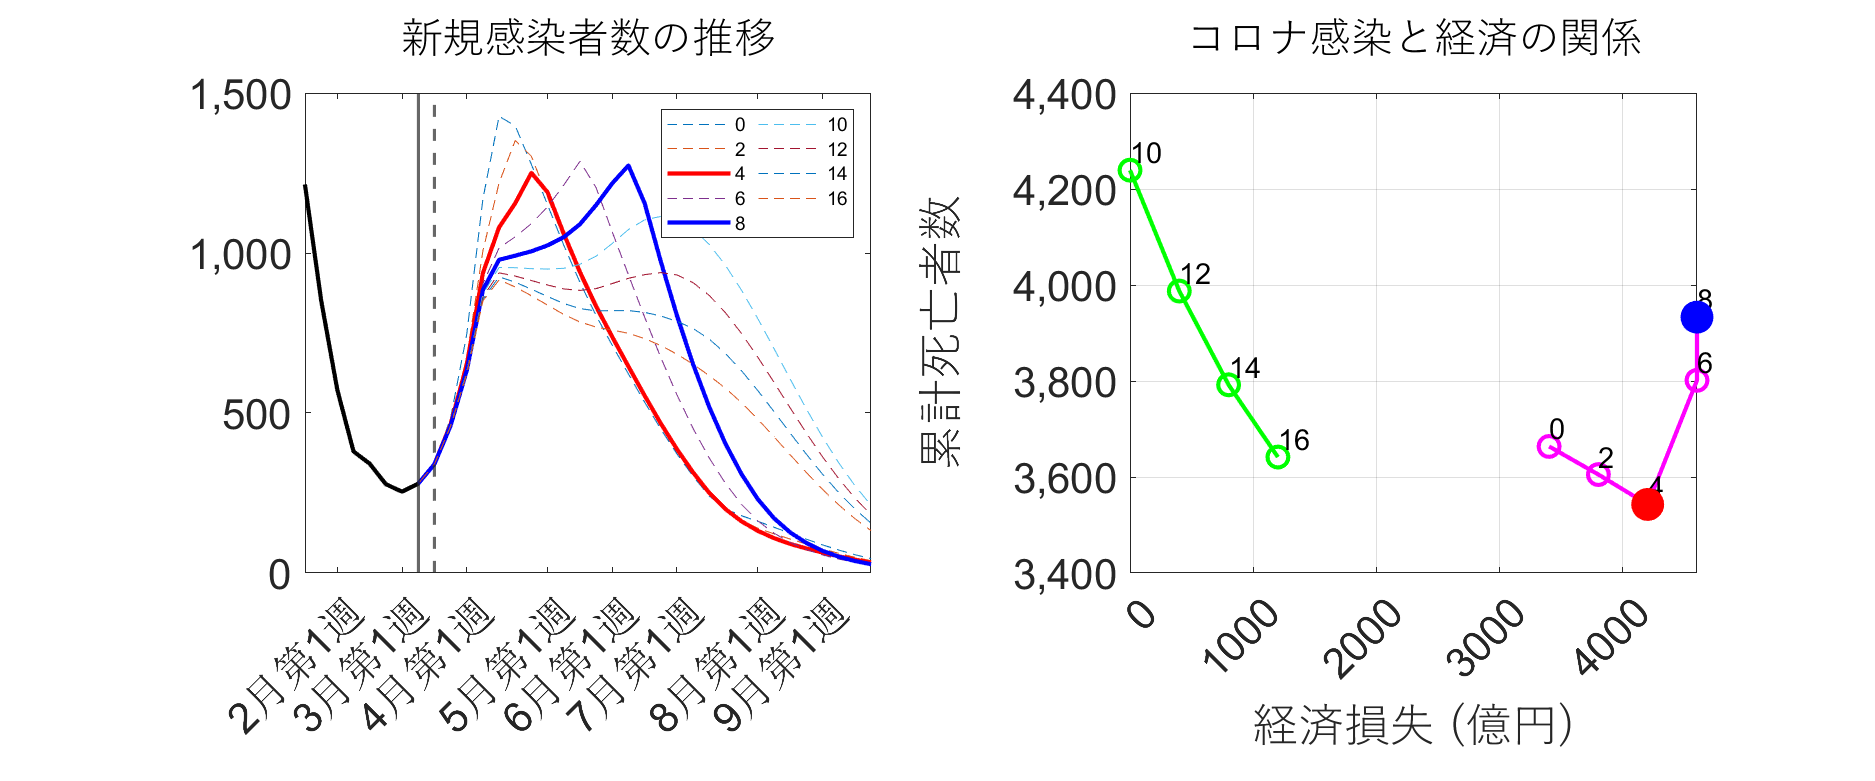 新規感染者数の推移
1,500
1,000
500
0
0
2
4
6
8
10
12
14
16
2月第1週
3月第1週
4月第1週
5月第1週
6月第1週
7月第1週
8月第1週
9月第1週
コロナ感染と経済の関係
累計死亡者数
4,400
4,200
4,000
3,800
3,600
3,400
10
12
14
16
0
2
4
6
8
0
1000
2000
3000
4000
経済損失 (億円)